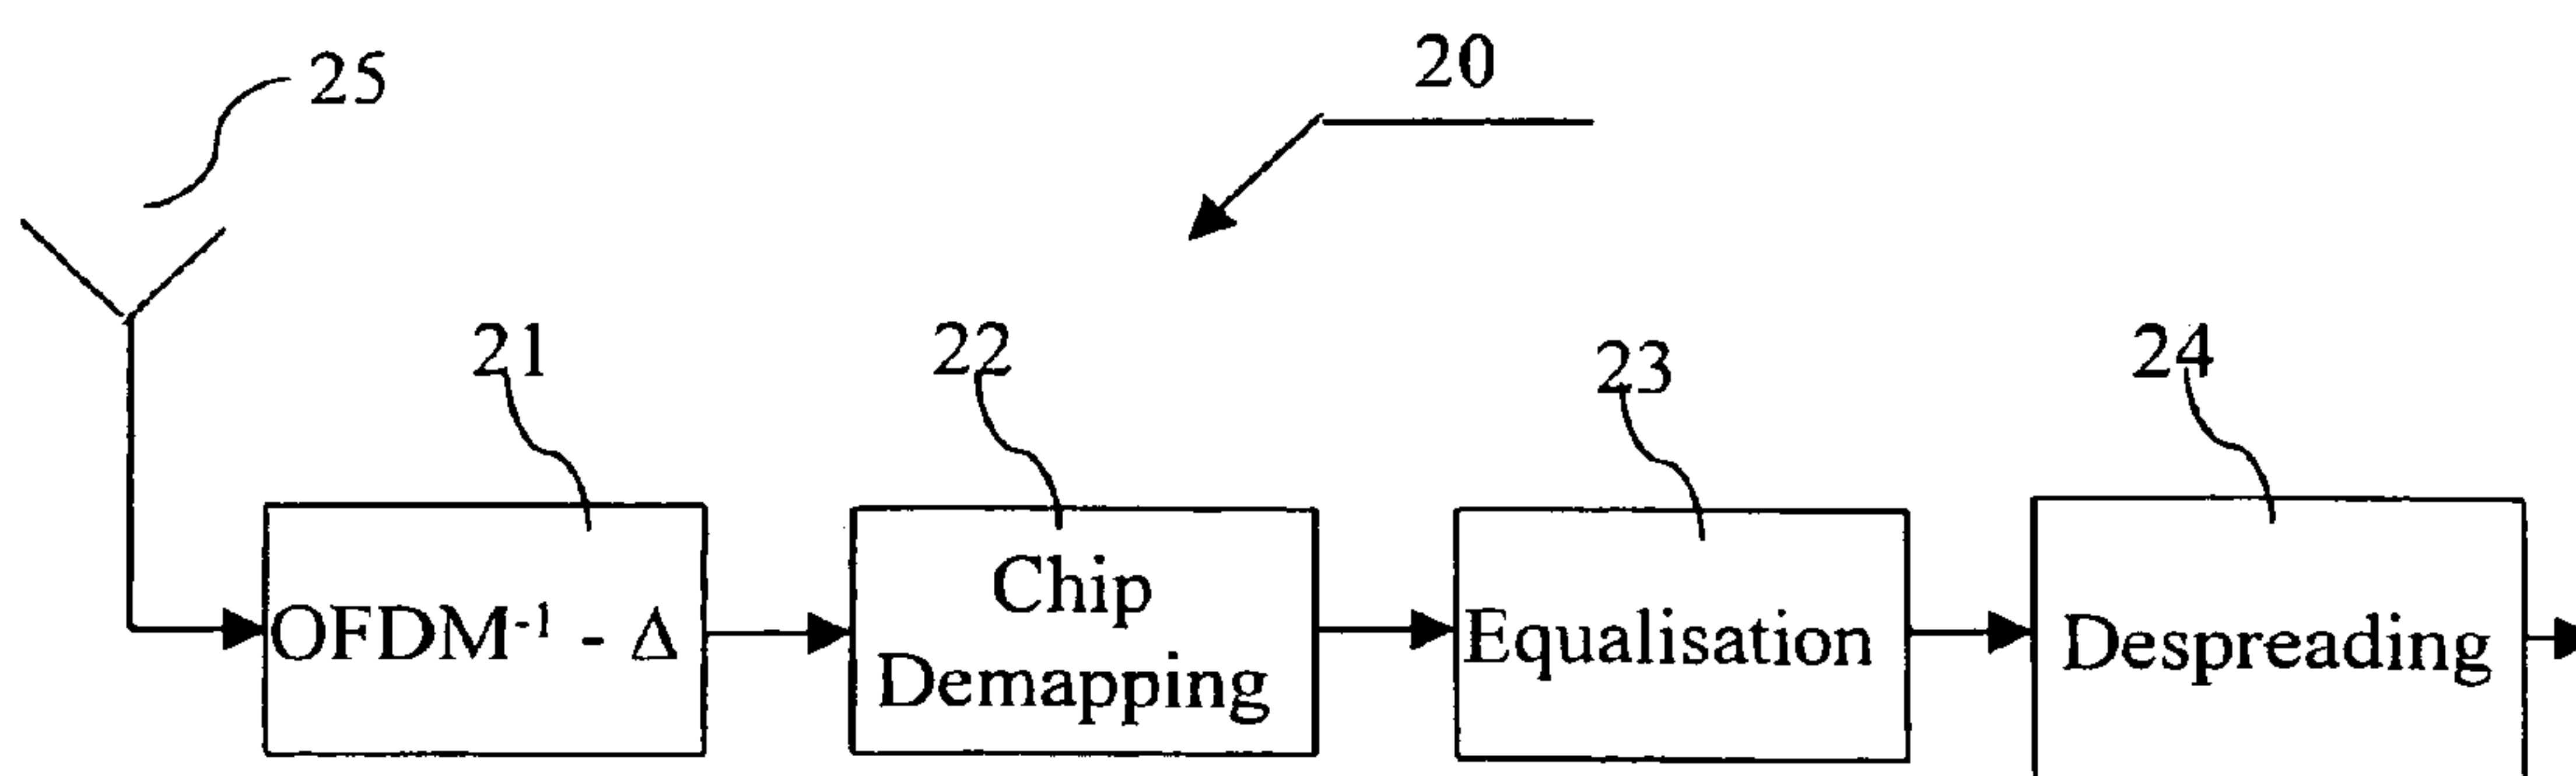 25
20
21
22
23
24
OFDM⁻¹ - Δ
Chip
Demapping
Equalisation
Despreading